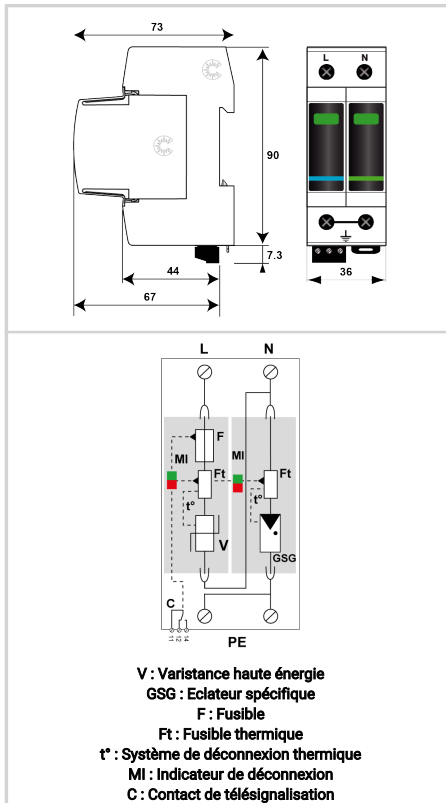 73
L N
90
7.3
44
67
36
L N
F
MI
Ft
MI
Ft
t°
t°
V
GSG
C
11 12 14
PE
V : Varistance haute énergie
GSG : Eclateur spécifique
F : Fusible
Ft : Fusible thermique
t° : Système de déconnexion thermique
MI : Indicateur de déconnexion
C : Contact de télésignalisation